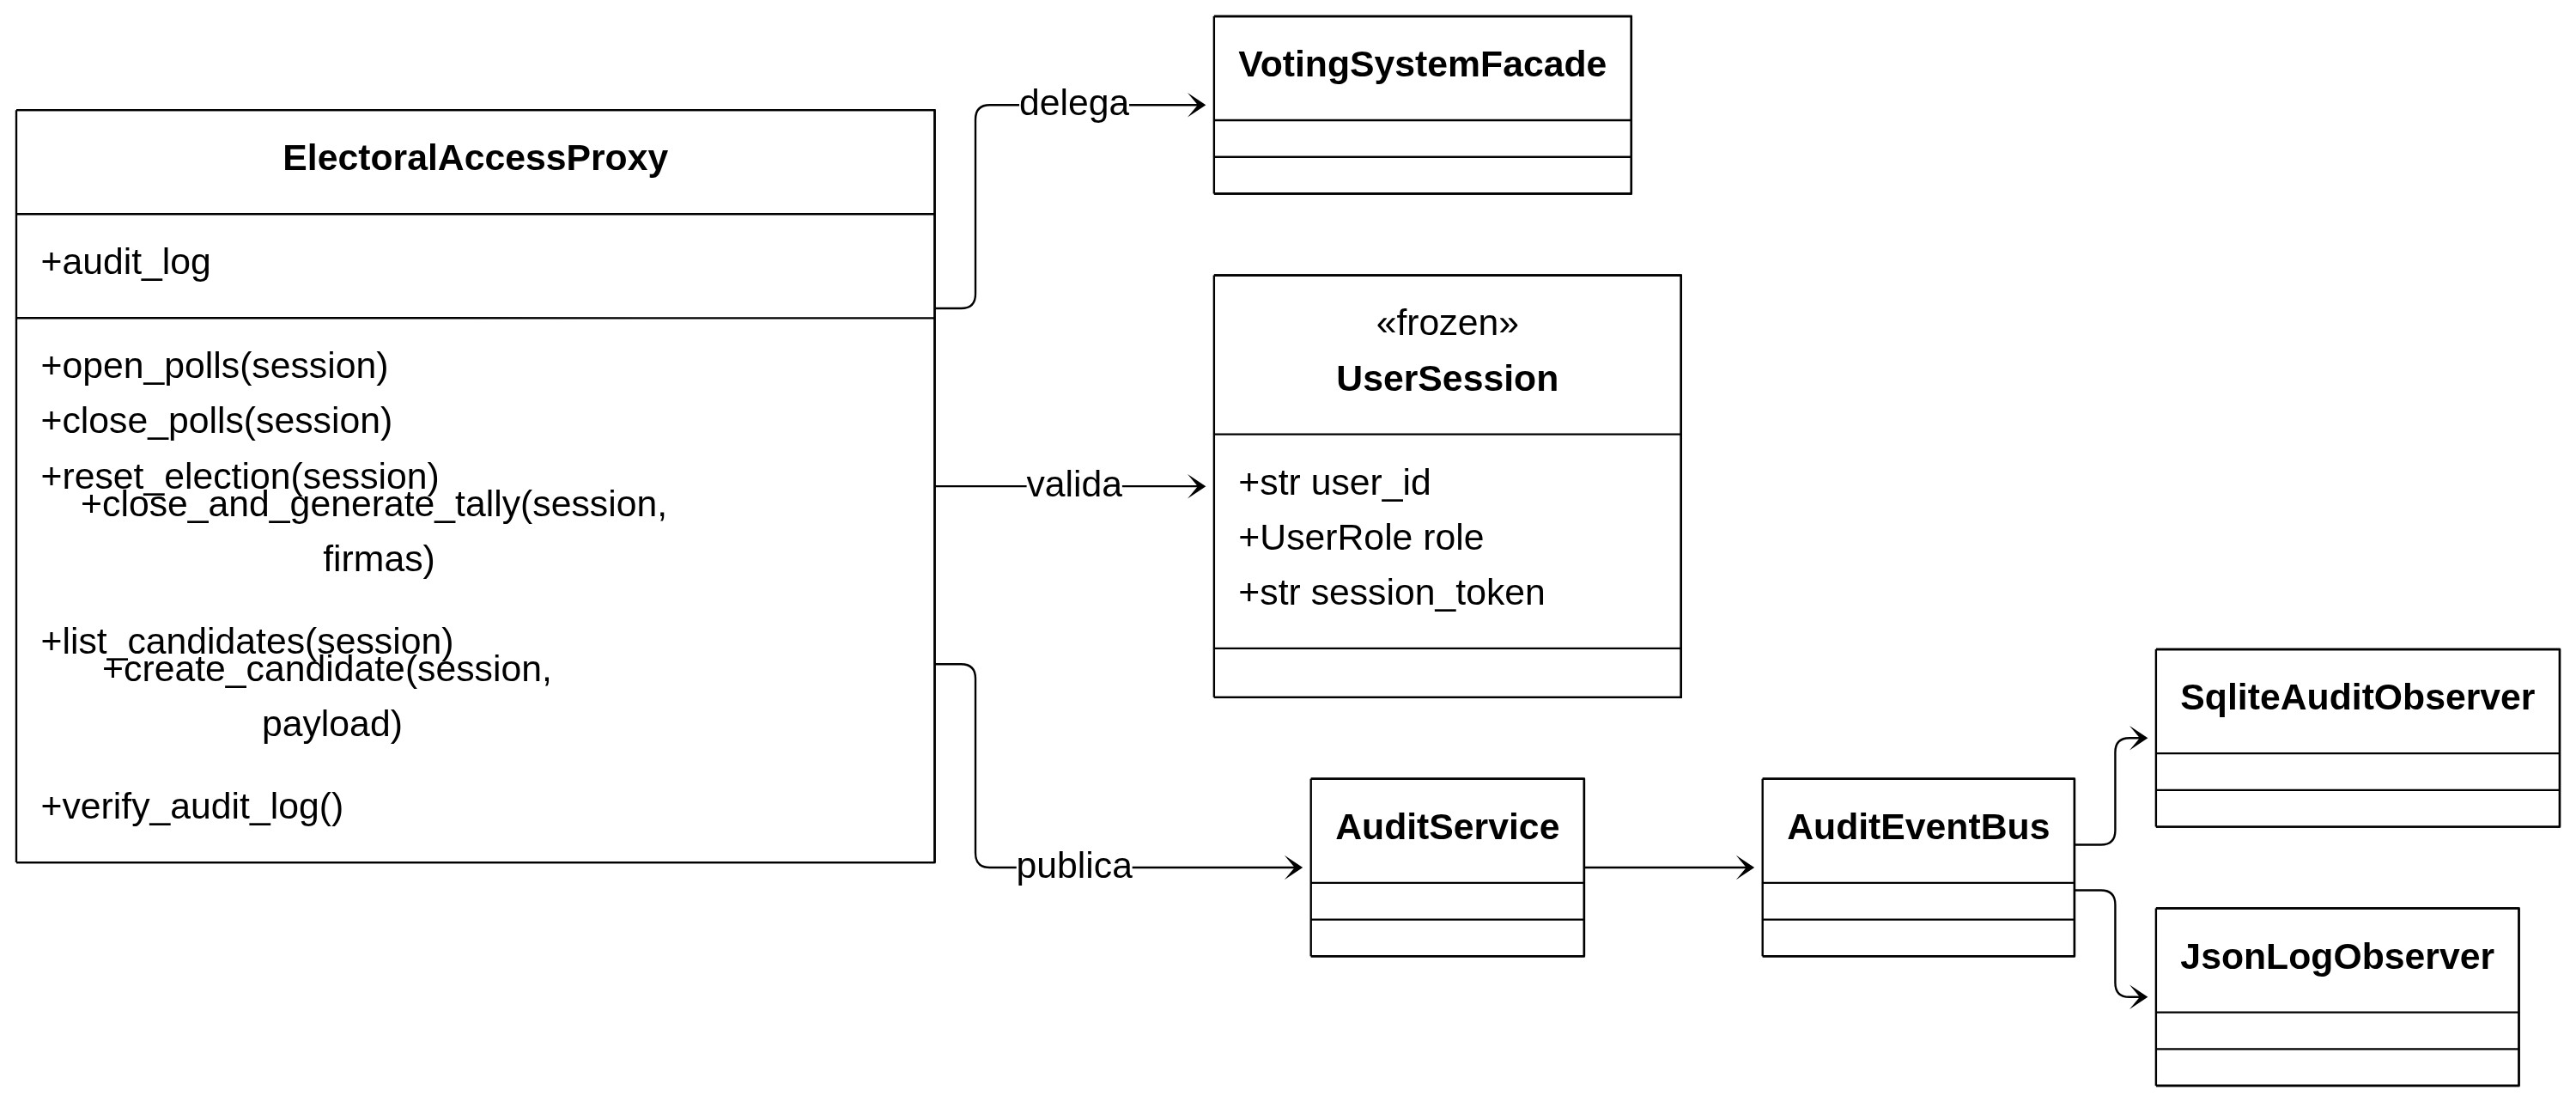 ElectoralAccessProxy
+audit_log
+open_polls(session)
+close_polls(session)
+reset_election(session)
+close_and_generate_tally(session,
firmas)
+list_candidates(session)
+create_candidate(session,
payload)
+verify_audit_log()
delega
valida
publica
VotingSystemFacade
«frozen»
UserSession
+str user_id
+UserRole role
+str session_token
AuditService
AuditEventBus
SqliteAuditObserver
JsonLogObserver